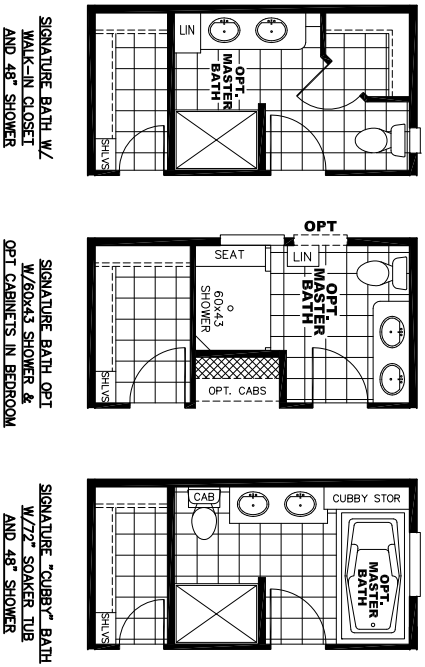 SIGNATURE BATH W/
WALK-IN CLOSET
AND 48" SHOWER
LIN
OPT.
MASTER
BATH
SHLVS
SIGNATURE BATH OPT
W/60x43 SHOWER &
OPT CABINETS IN BEDROOM
OPT
SEAT
LIN
OPT.
MASTER
BATH
60x43
SHOWER
OPT. CABS
SHLVS
SIGNATURE "CUBBY" BATH
W/72" SOAKER TUB
AND 48" SHOWER
CAB
CUBBY STOR
OPT.
MASTER
BATH
SHLVS